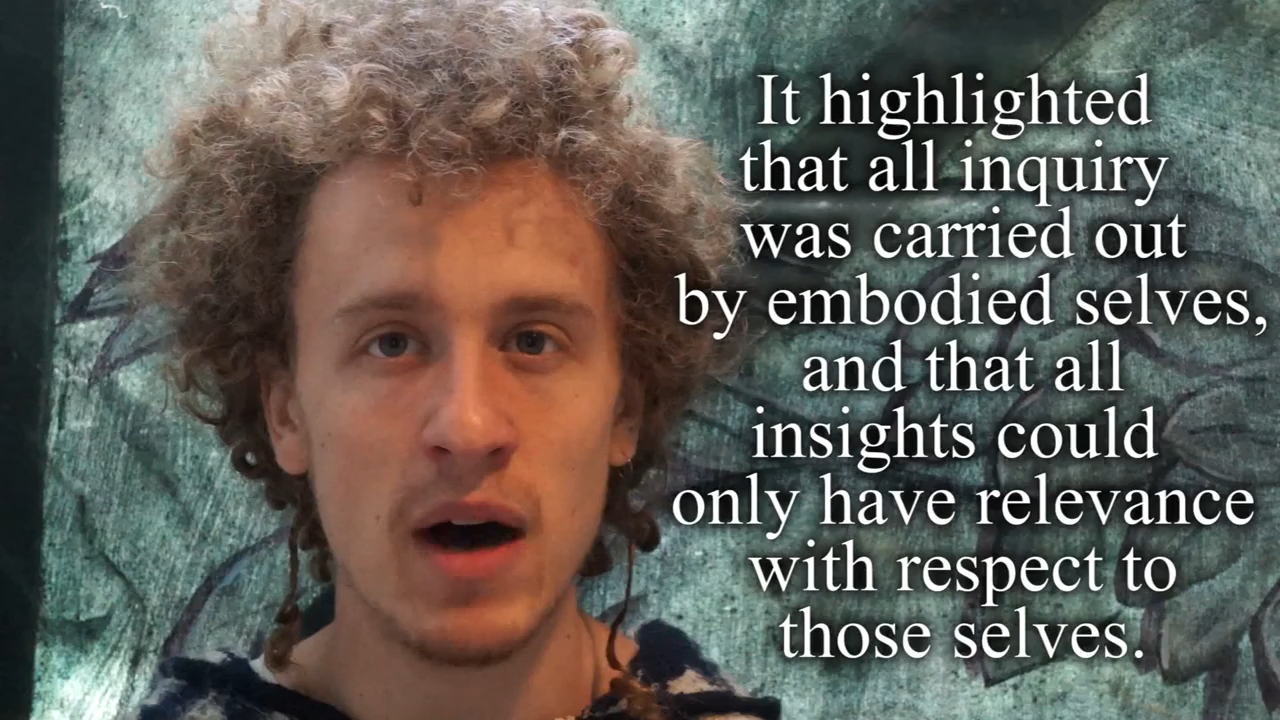 It highlighted
that all inquiry
was carried out
by embodied selves,
and that all
insights could
only have relevance
with respect to
those selves.